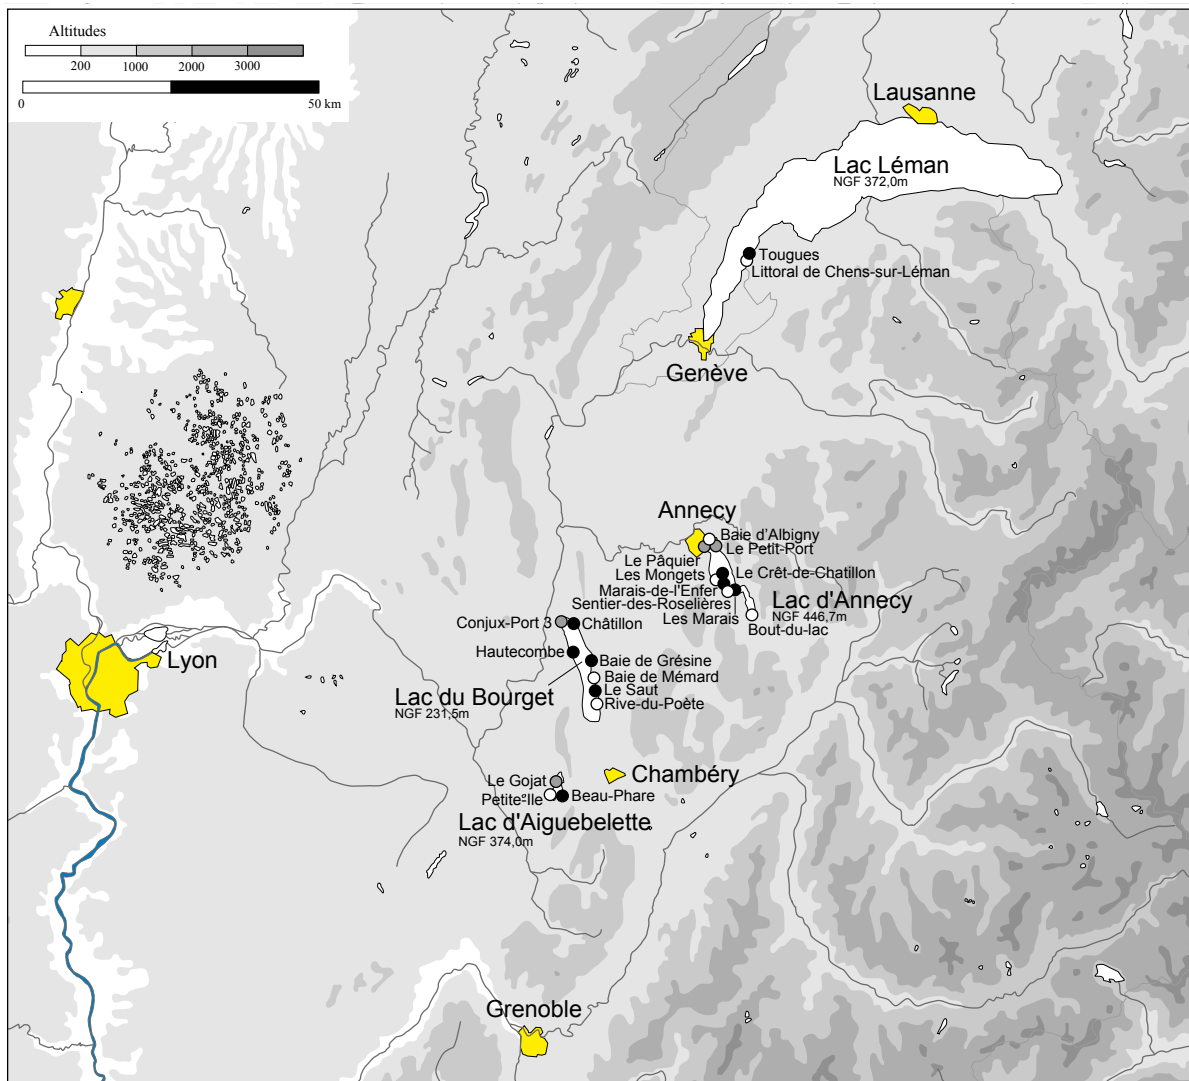 Altitudes
200 1000 2000 3000
0 50 km
Lausanne
Lac Léman
NGF 372,0m
Tougues
Littoral de Chens-sur-Léman
Genève
Annecy
Baie d'Albigny
Le Petit-Port
Le Pâquier
Les Mongets
Le Crêt-de-Chatillon
Marais-de-l'Enfer
Sentier-des-Roselières
Lac d'Annecy
NGF 446,7m
Les Marais
Bout-du-lac
Conjux-Port 3
Châtillon
Hautecombe
Baie de Grésine
Baie de Mémard
Lac du Bourget
NGF 231,5m
Le Saut
Rive-du-Poète
Lyon
Chambéry
Le Gojat
Petite-Ile
Beau-Phare
Lac d'Aiguebelette
NGF 374,0m
Grenoble